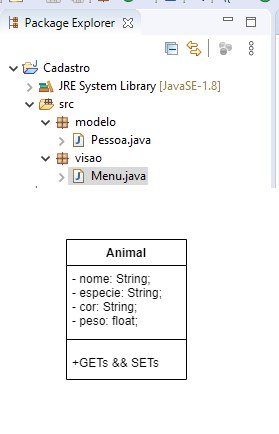 Package Explorer
Cadastro
JRE System Library [JavaSE-1.8]
src
modelo
Pessoa.java
visao
Menu.java
Animal
- nome: String;
- especie: String;
- cor: String;
- peso: float;
+GETs && SETs